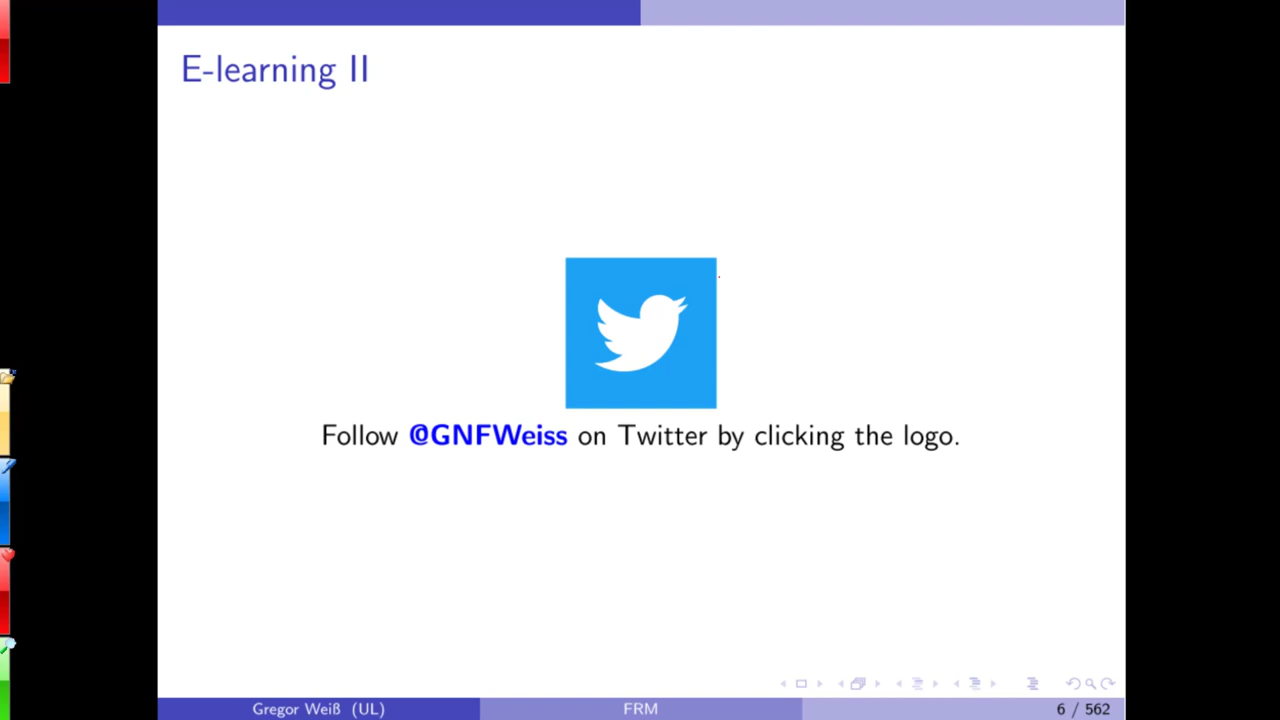 E-learning II
Follow @GNFWeiss on Twitter by clicking the logo.
Gregor Weiß (UL)
FRM
6 / 562